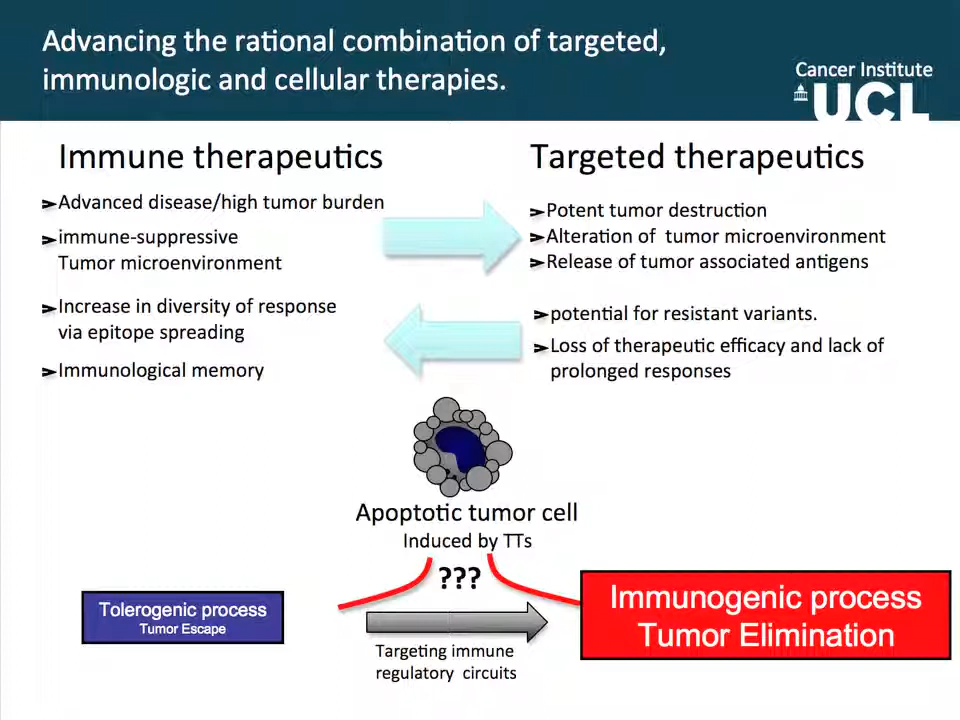 Advancing the rational combination of targeted,
immunologic and cellular therapies.
Cancer Institute
UCL
Immune therapeutics
➢Advanced disease/high tumor burden
➢immune-suppressive
Tumor microenvironment
➢Increase in diversity of response
via epitope spreading
➢Immunological memory
Targeted therapeutics
➢Potent tumor destruction
➢Alteration of tumor microenvironment
➢Release of tumor associated antigens
➢potential for resistant variants.
➢Loss of therapeutic efficacy and lack of
prolonged responses
Apoptotic tumor cell
Induced by TTs
???
Tolerogenic process
Tumor Escape
Targeting immune
regulatory circuits
Immunogenic process
Tumor Elimination